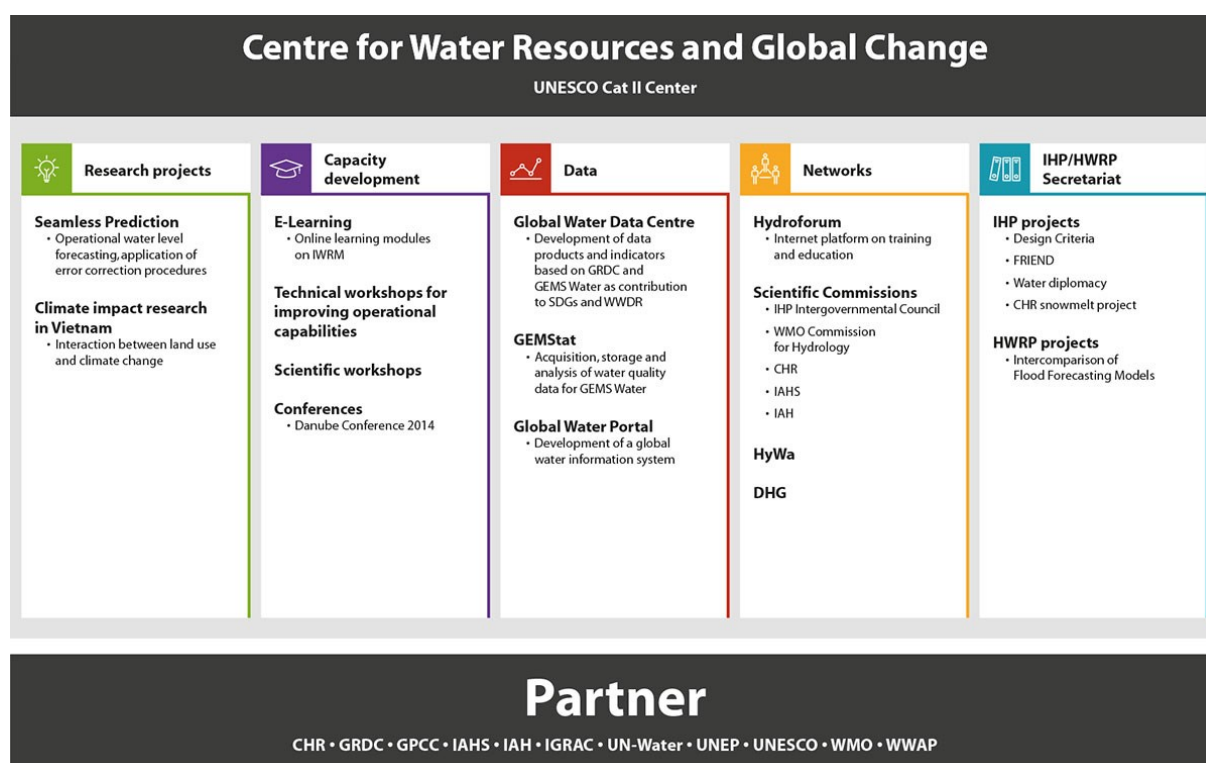 Centre for Water Resources and Global Change
UNESCO Cat II Center
Research projects
Seamless Prediction
• Operational water level
forecasting, application of
error correction procedures
Climate impact research
in Vietnam
• Interaction between land use
and climate change
Capacity
development
E-Learning
• Online learning modules
on IWRM
Technical workshops for
improving operational
capabilities
Scientific workshops
Conferences
• Danube Conference 2014
Data
Global Water Data Centre
• Development of data
products and indicators
based on GRDC and
GEMS Water as contribution
to SDGs and WWDR
GEMStat
• Acquisition, storage and
analysis of water quality
data for GEMS Water
Global Water Portal
• Development of a global
water information system
Networks
Hydroforum
• Internet platform on training
and education
Scientific Commissions
• IHP Intergovernmental Council
• WMO Commission
for Hydrology
• CHR
• IAHS
• IAH
HyWa
DHG
IHP/HWRP
Secretariat
IHP projects
• Design Criteria
• FRIEND
• Water diplomacy
• CHR snowmelt project
HWRP projects
• Intercomparison of
Flood Forecasting Models
Partner
CHR • GRDC • GPCC • IAHS • IAH • IGRAC • UN-Water • UNEP • UNESCO • WMO • WWAP